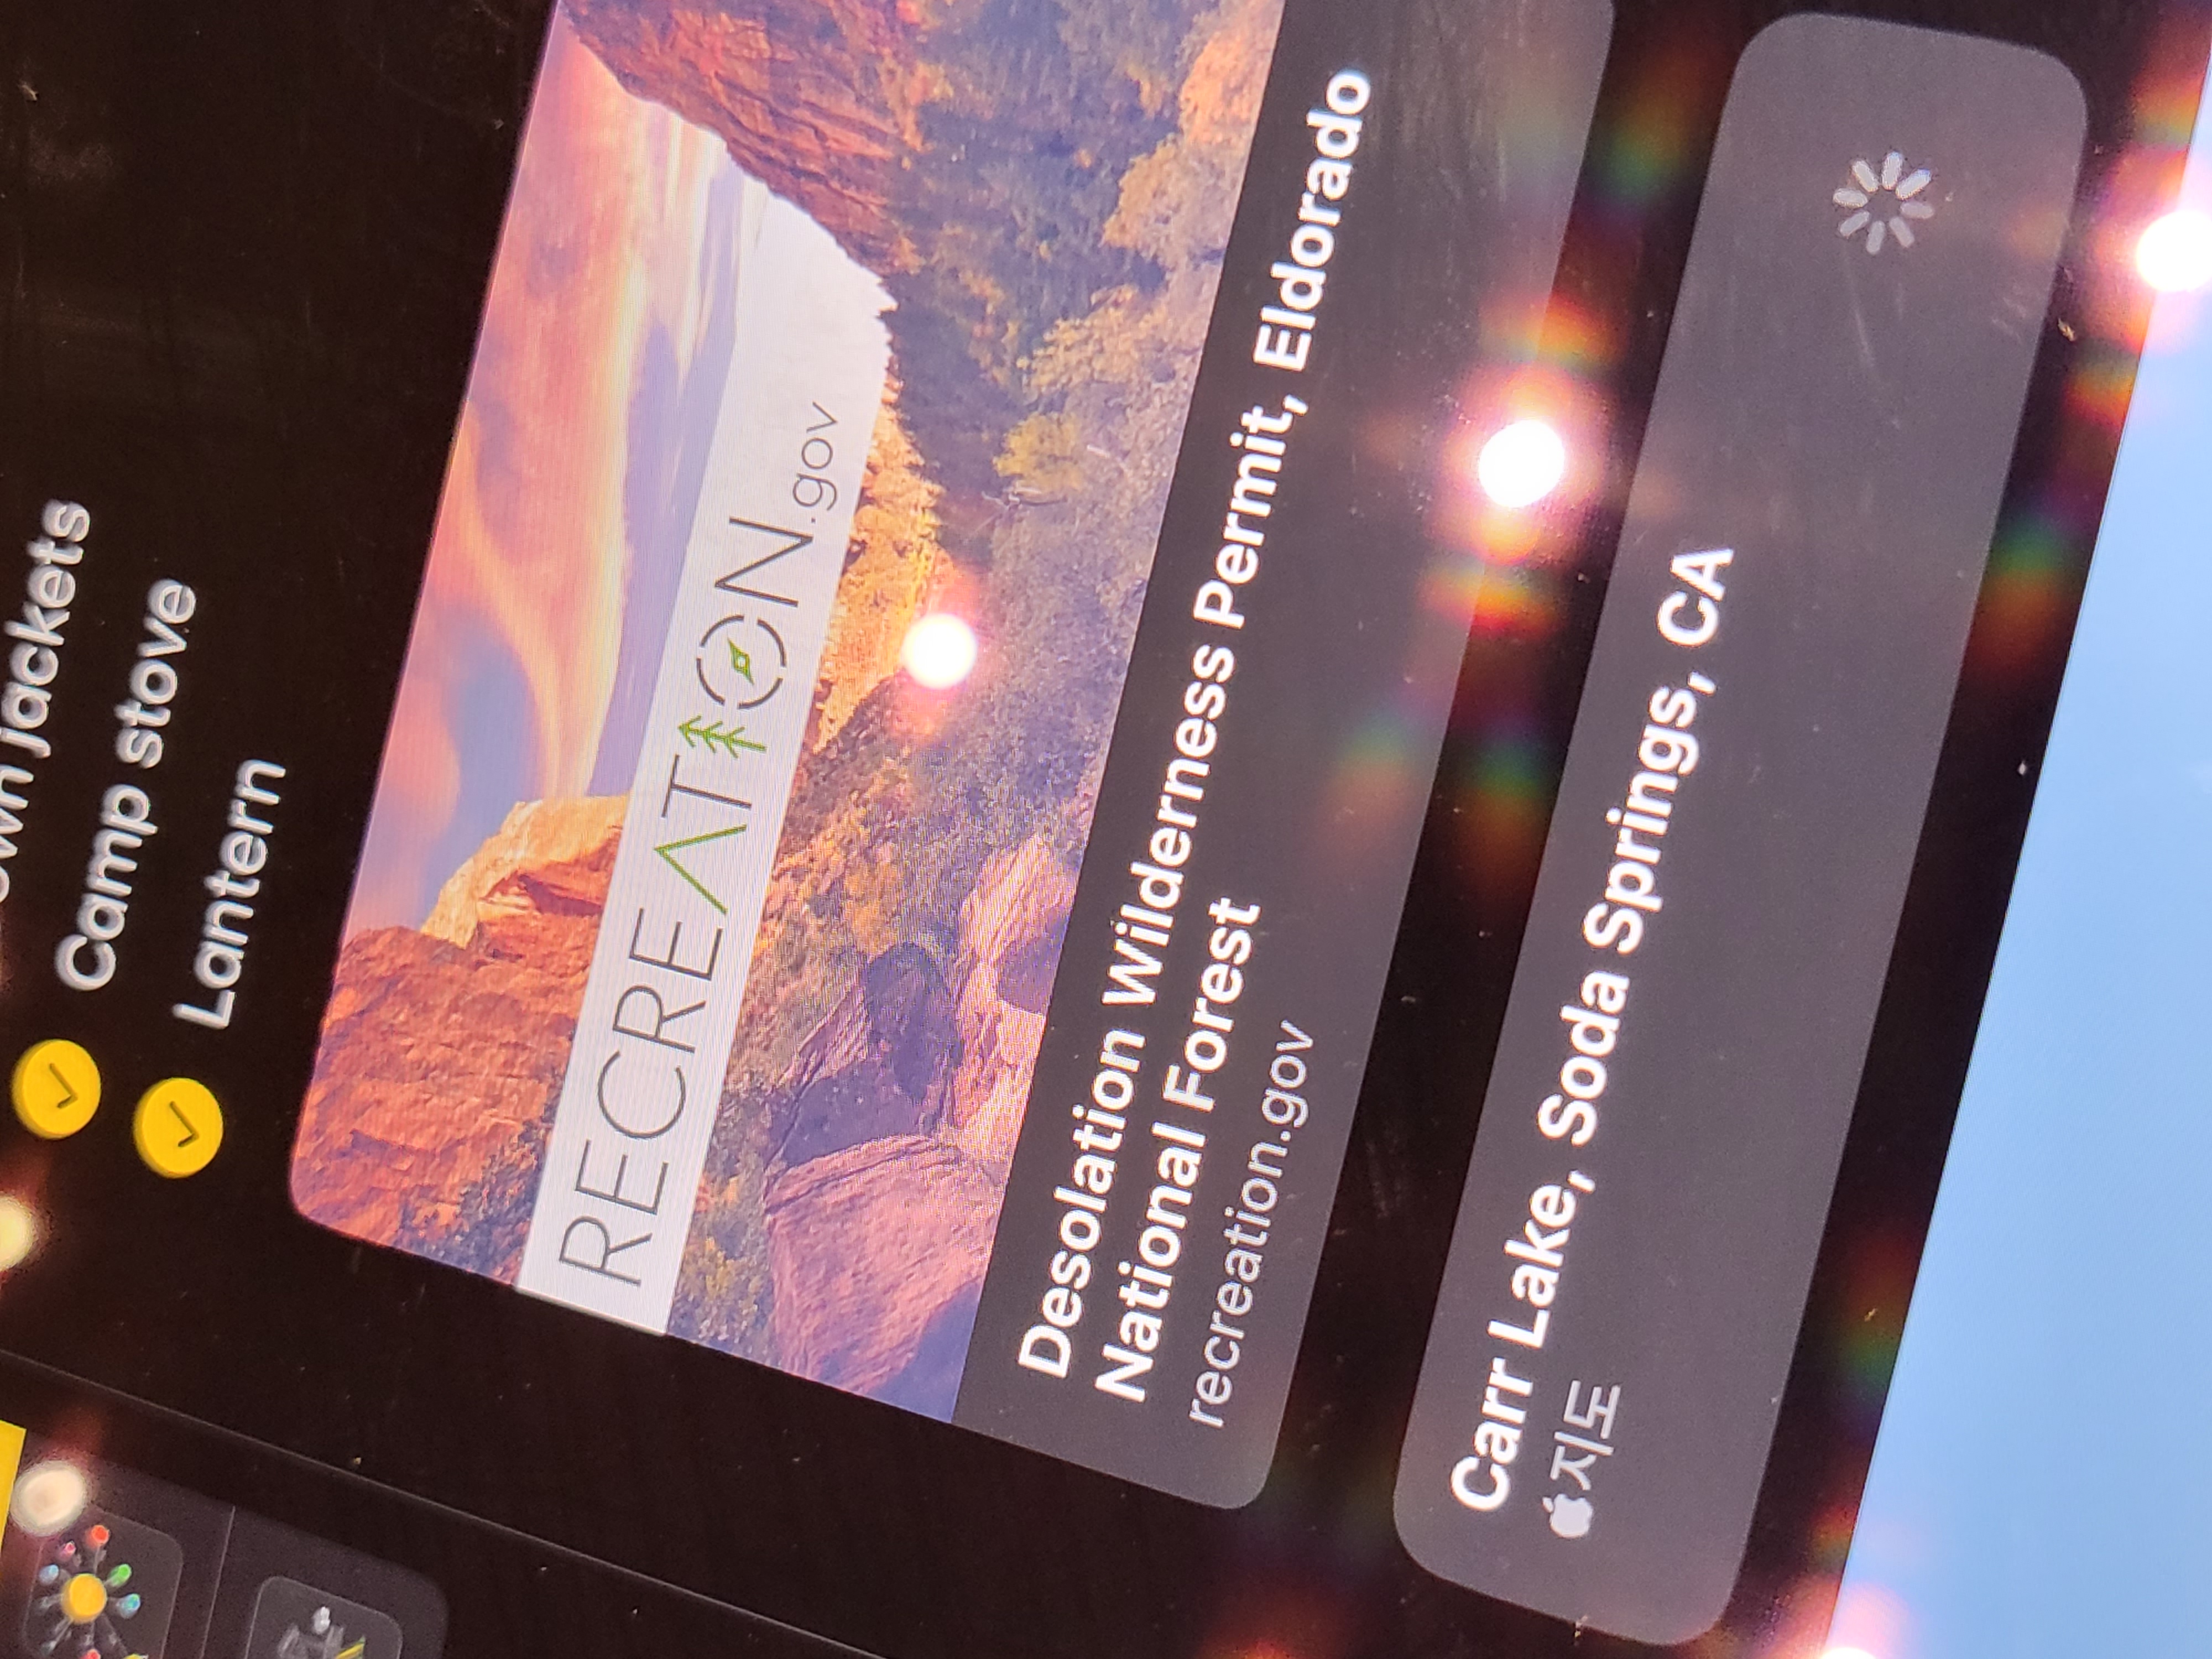 jackets
Camp stove
Lantern
RECREATION.gov
Desolation Wilderness Permit, Eldorado
National Forest
recreation.gov
Carr Lake, Soda Springs, CA
지도